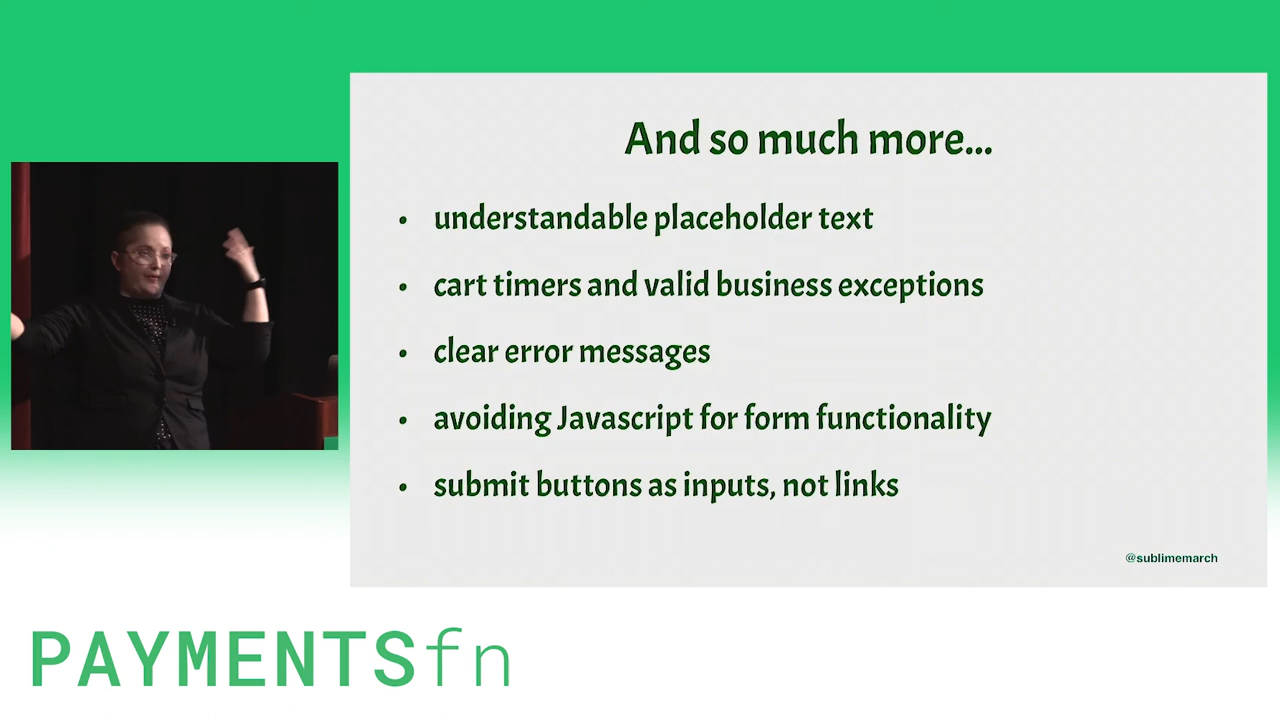 And so much more...
• understandable placeholder text
• cart timers and valid business exceptions
• clear error messages
• avoiding Javascript for form functionality
• submit buttons as inputs, not links
@sublimemarch
PAYMENTSfn